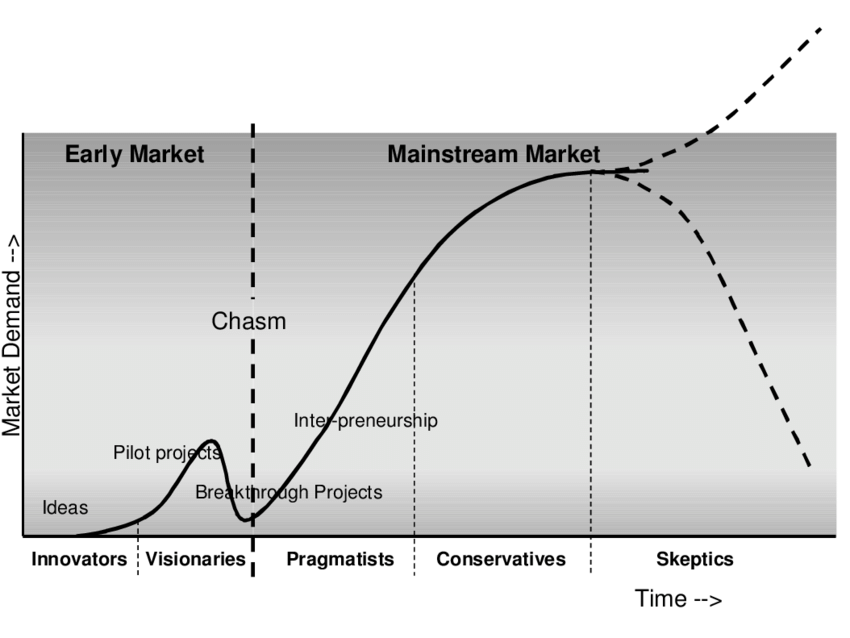 Early Market
Mainstream Market
Market Demand -->
Chasm
Inter-preneurship
Pilot projects
Breakthrough Projects
Ideas
Innovators
Visionaries
Pragmatists
Conservatives
Skeptics
Time -->